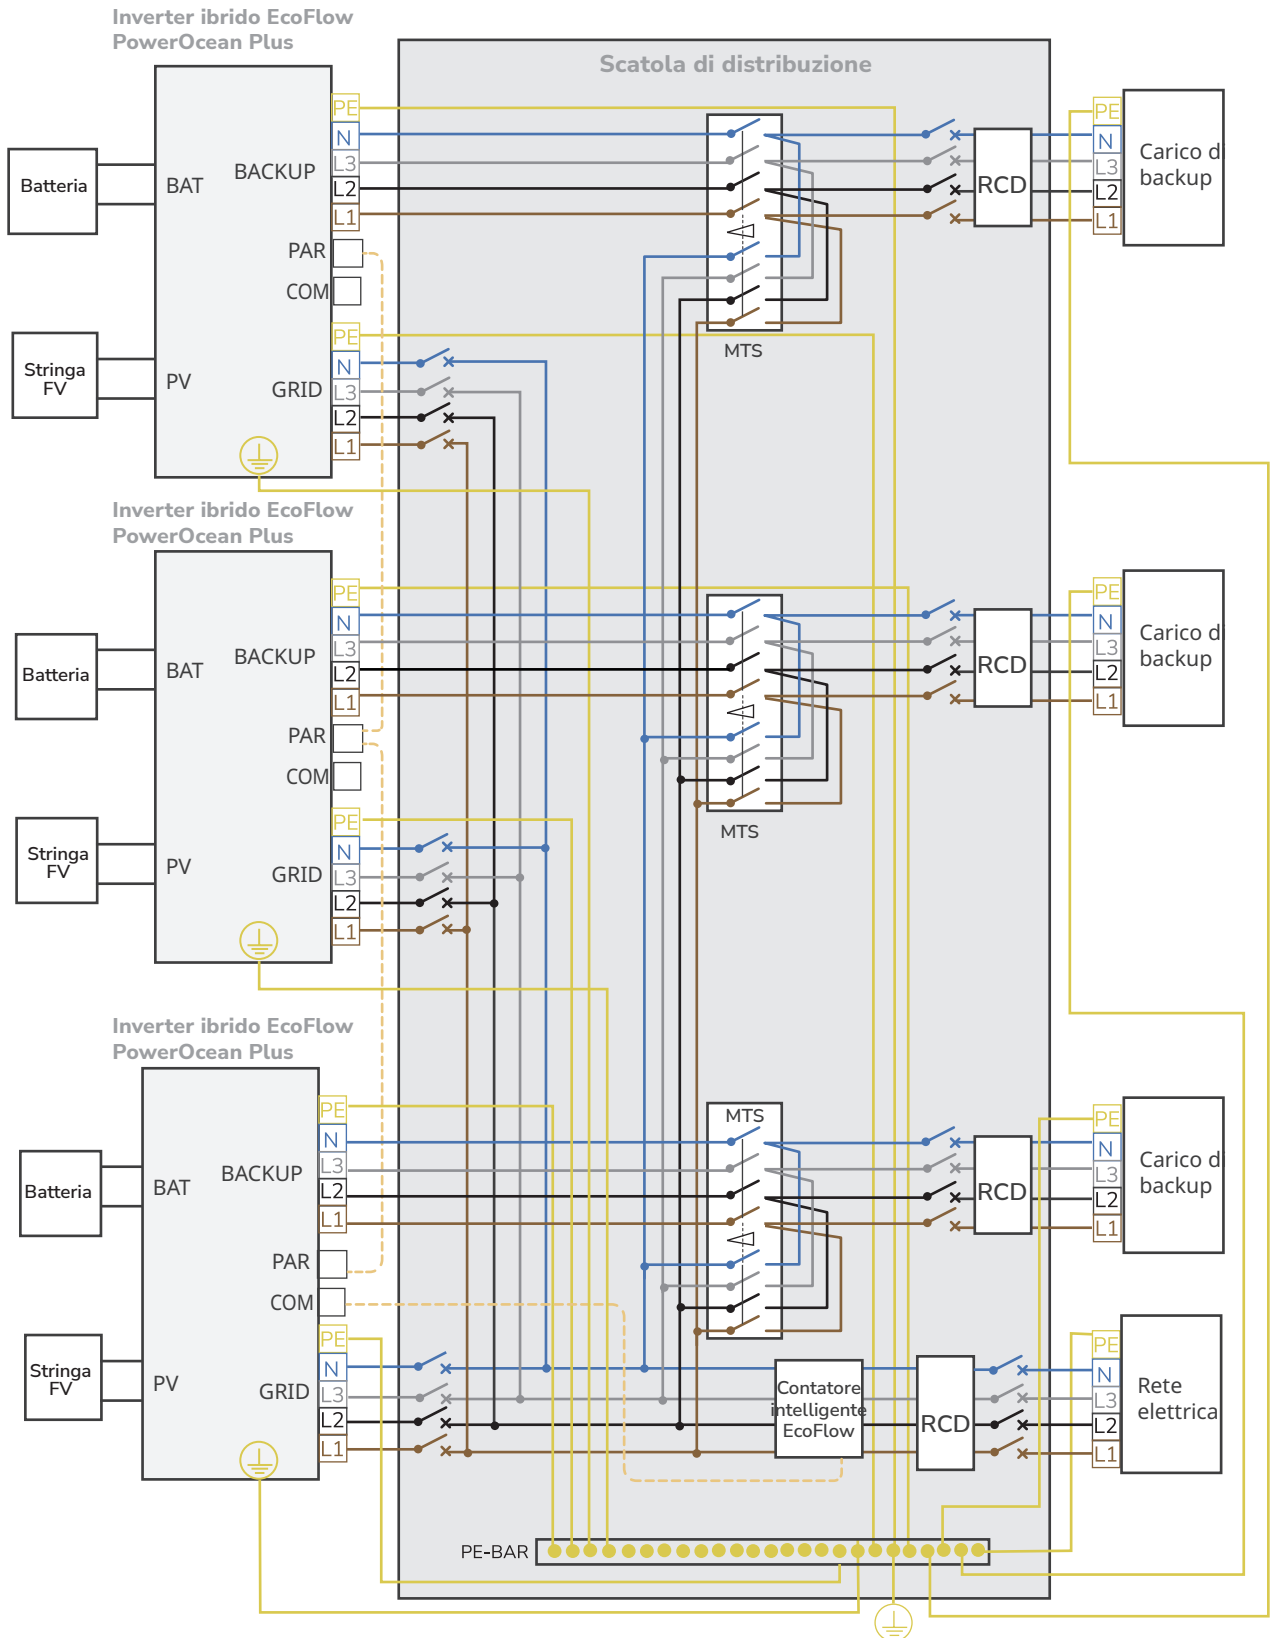 Inverter ibrido EcoFlow
PowerOcean Plus
Scatola di distribuzione
Batteria
BAT
BACKUP
PE
N
L3
L2
L1
PAR
COM
Stringa
FV
PV
GRID
PE
N
L3
L2
L1
MTS
RCD
PE
N
L3
L2
L1
Carico di
backup
Inverter ibrido EcoFlow
PowerOcean Plus
Batteria
BAT
BACKUP
PE
N
L3
L2
L1
PAR
COM
Stringa
FV
PV
GRID
PE
N
L3
L2
L1
MTS
RCD
PE
N
L3
L2
L1
Carico di
backup
Inverter ibrido EcoFlow
PowerOcean Plus
Batteria
BAT
BACKUP
PE
N
L3
L2
L1
PAR
COM
Stringa
FV
PV
GRID
PE
N
L3
L2
L1
MTS
RCD
PE
N
L3
L2
L1
Carico di
backup
Contatore
intelligente
EcoFlow
RCD
PE
N
L3
L2
L1
Rete
elettrica
PE-BAR